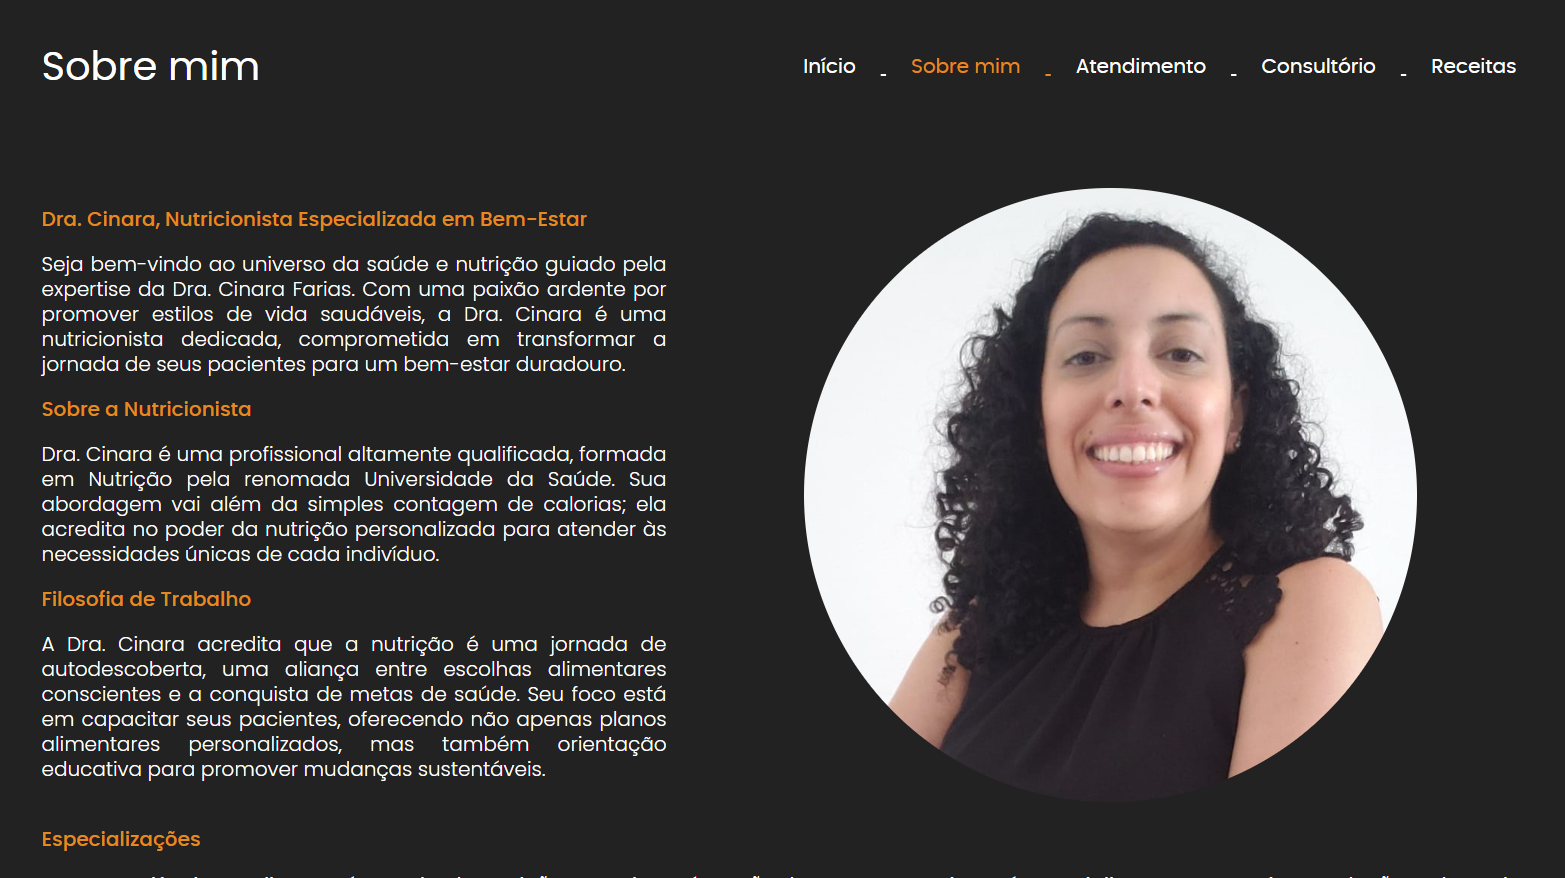 Sobre mim
Início - Sobre mim - Atendimento - Consultório - Receitas
Dra. Cinara, Nutricionista Especializada em Bem-Estar
Seja bem-vindo ao universo da saúde e nutrição guiado pela
expertise da Dra. Cinara Farias. Com uma paixão ardente por
promover estilos de vida saudáveis, a Dra. Cinara é uma
nutricionista dedicada, comprometida em transformar a
jornada de seus pacientes para um bem-estar duradouro.
Sobre a Nutricionista
Dra. Cinara é uma profissional altamente qualificada, formada
em Nutrição pela renomada Universidade da Saúde. Sua
abordagem vai além da simples contagem de calorias; ela
acredita no poder da nutrição personalizada para atender às
necessidades únicas de cada indivíduo.
Filosofia de Trabalho
A Dra. Cinara acredita que a nutrição é uma jornada de
autodescoberta, uma aliança entre escolhas alimentares
conscientes e a conquista de metas de saúde. Seu foco está
em capacitar seus pacientes, oferecendo não apenas planos
alimentares personalizados, mas também orientação
educativa para promover mudanças sustentáveis.
Especializações